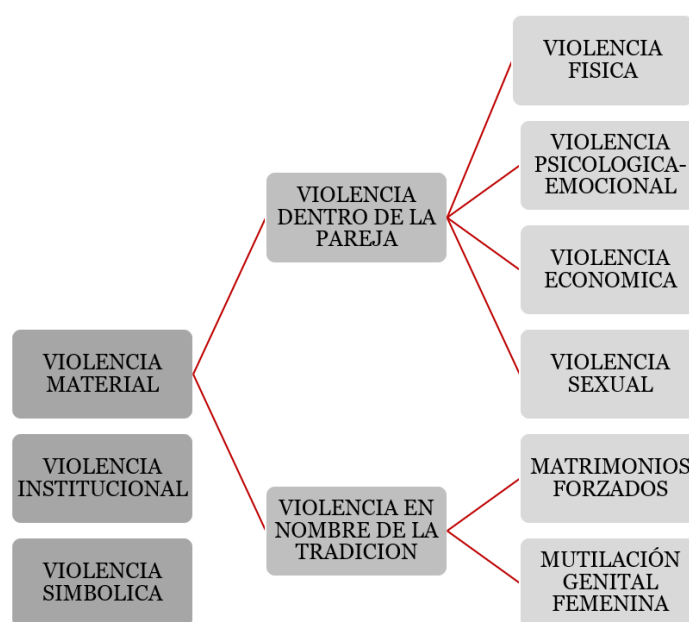 VIOLENCIA
MATERIAL
VIOLENCIA
INSTITUCIONAL
VIOLENCIA
SIMBOLICA
VIOLENCIA
DENTRO DE LA
PAREJA
VIOLENCIA EN
NOMBRE DE LA
TRADICION
VIOLENCIA
FISICA
VIOLENCIA
PSICOLOGICA-
EMOCIONAL
VIOLENCIA
ECONOMICA
VIOLENCIA
SEXUAL
MATRIMONIOS
FORZADOS
MUTILACIÓN
GENITAL
FEMENINA